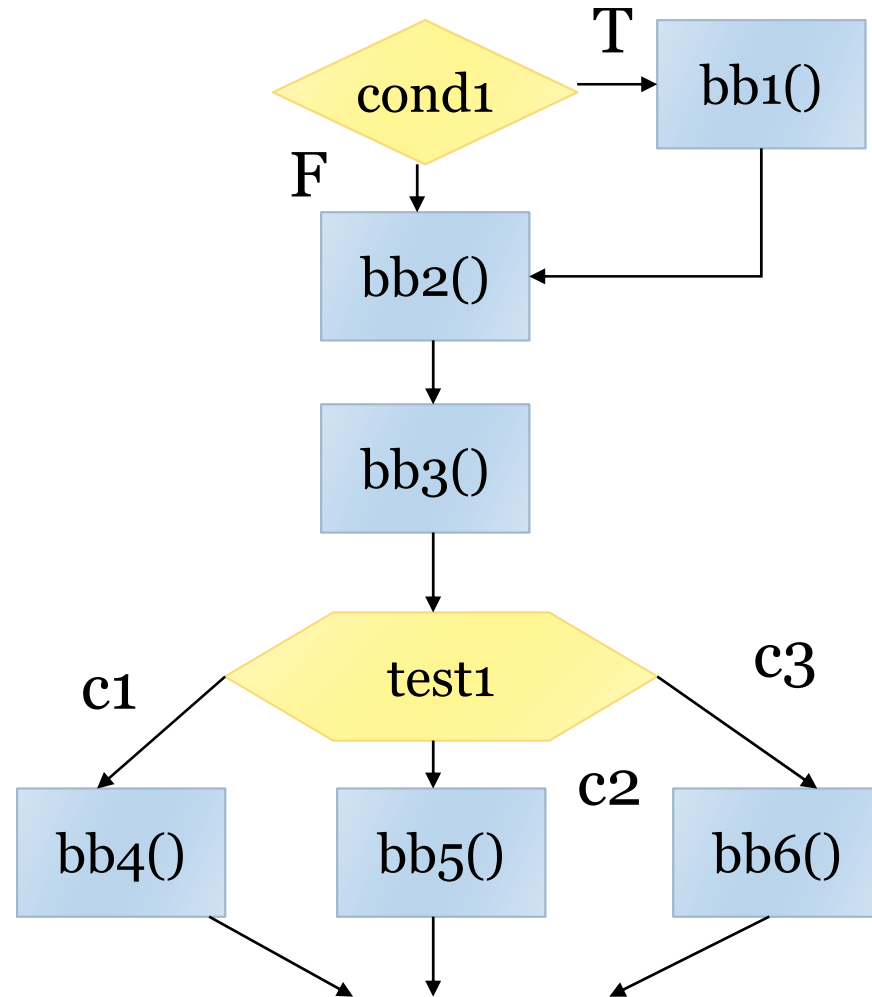 T
cond1
bb1()
F
bb2()
bb3()
c1
test1
c3
c2
bb4()
bb5()
bb6()